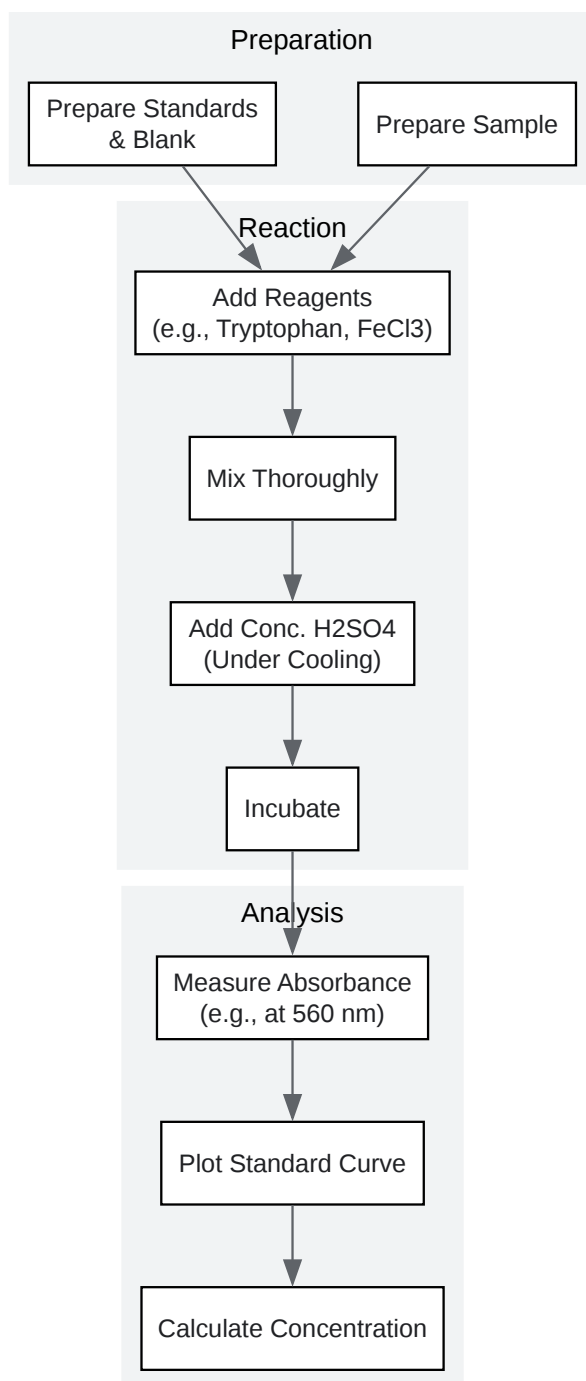 Preparation
Prepare Standards
& Blank
Prepare Sample
Reaction
Add Reagents
(e.g., Tryptophan, FeCl3)
Mix Thoroughly
Add Conc. H2SO4
(Under Cooling)
Incubate
Analysis
Measure Absorbance
(e.g., at 560 nm)
Plot Standard Curve
Calculate Concentration